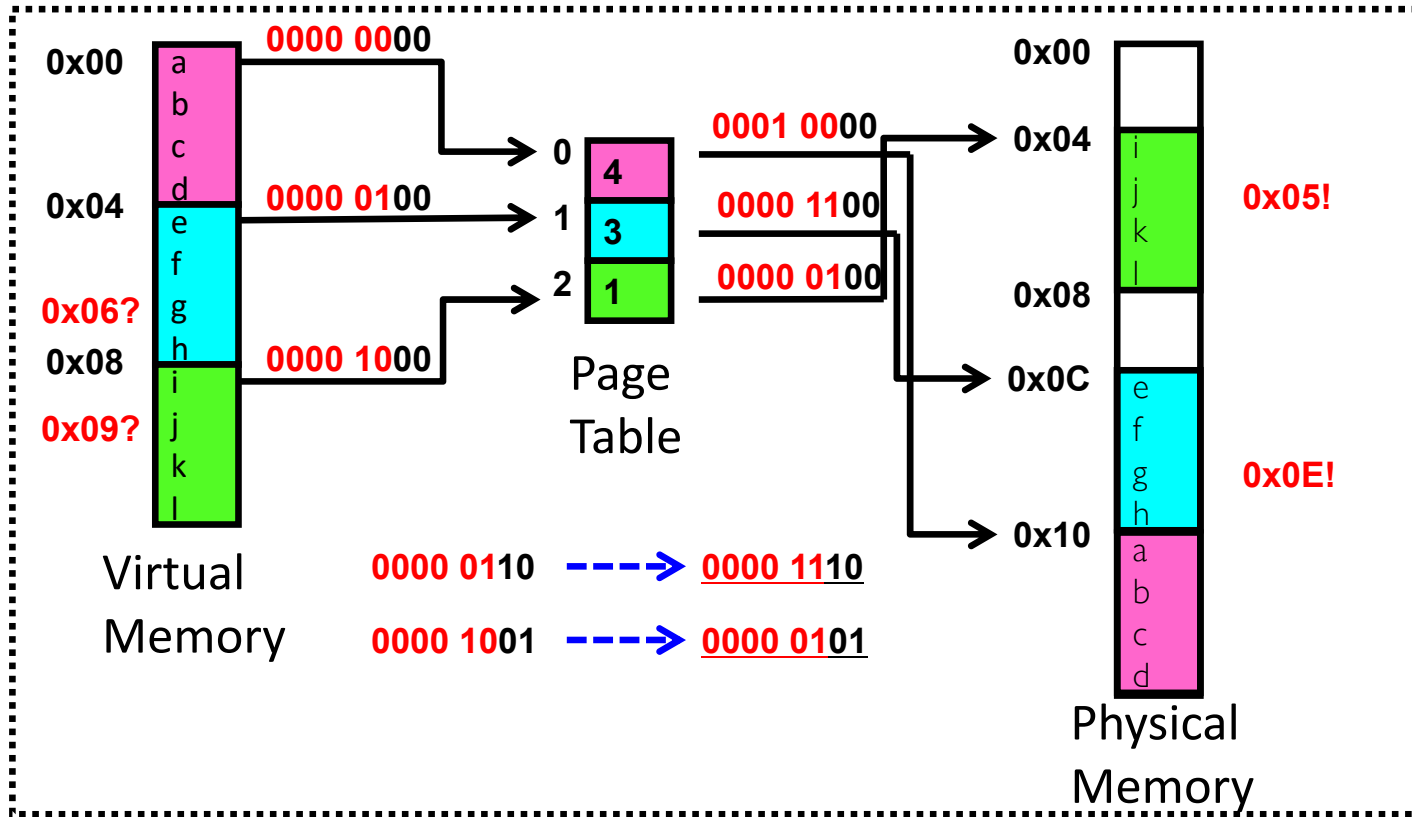 0x00
a
b
c
d
0x04
e
f
0x06?
g
h
0x08
i
0x09?
j
k
l
Virtual
Memory
0000 0000
0000 0100
0000 1000
0
4
1
3
2
1
Page
Table
0001 0000
0000 1100
0000 0100
0000 0110
0000 1110
0000 1001
0000 0101
0x00
0x04
i
j
k
l
0x05!
0x08
0x0C
e
f
g
h
0x0E!
0x10
a
b
c
d
Physical
Memory